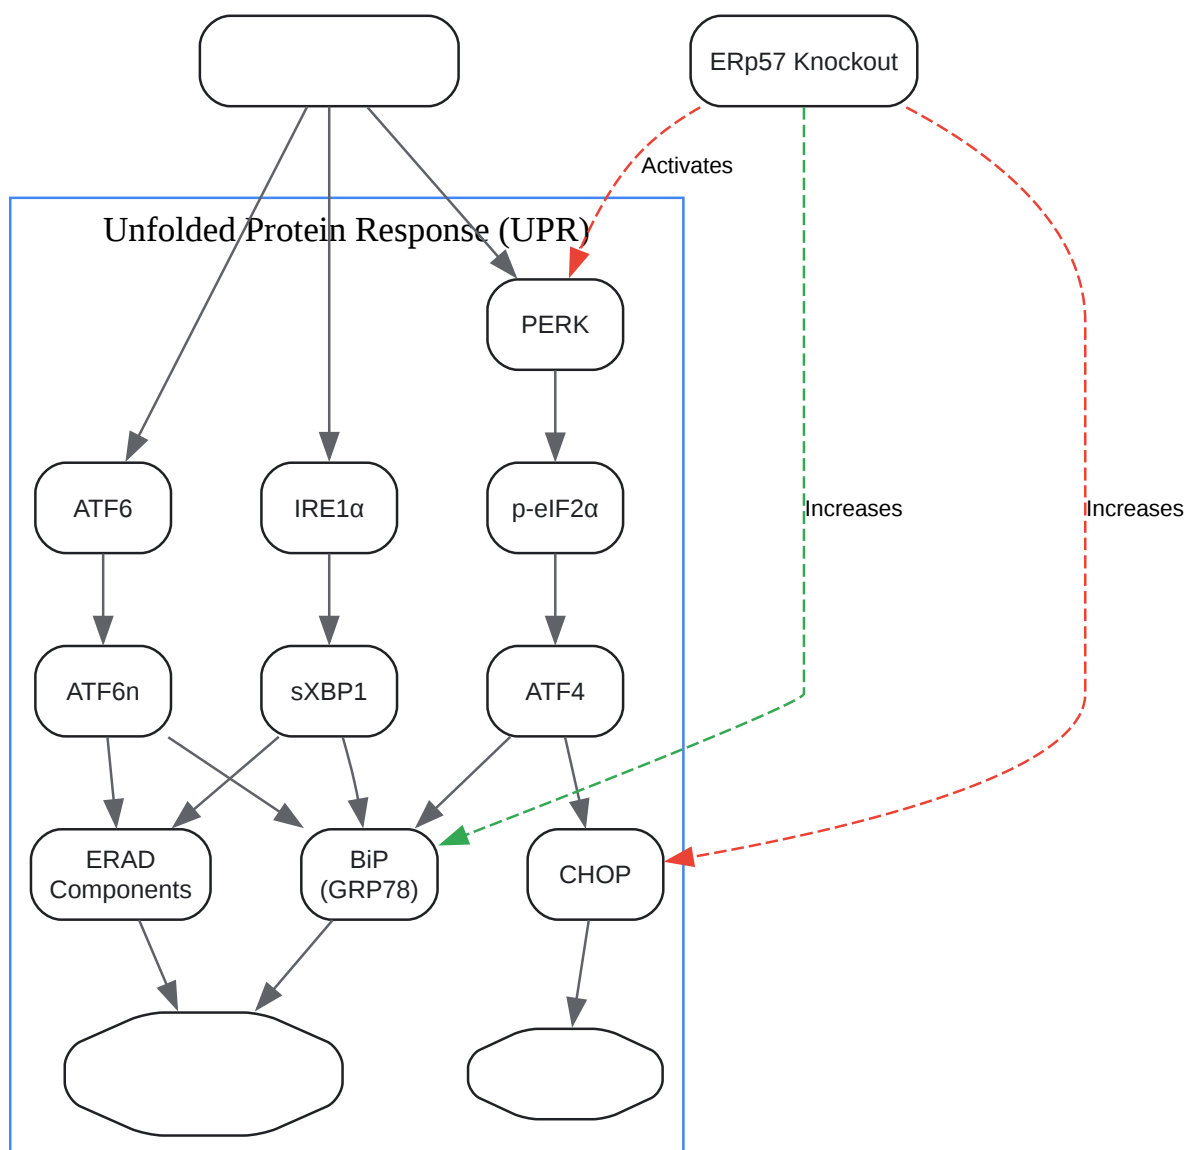 ERp57 Knockout
Activates
Unfolded Protein Response (UPR)
PERK
ATF6
IRE1α
p-eIF2α
Increases
Increases
ATF6n
sXBP1
ATF4
ERAD
Components
BiP
(GRP78)
CHOP